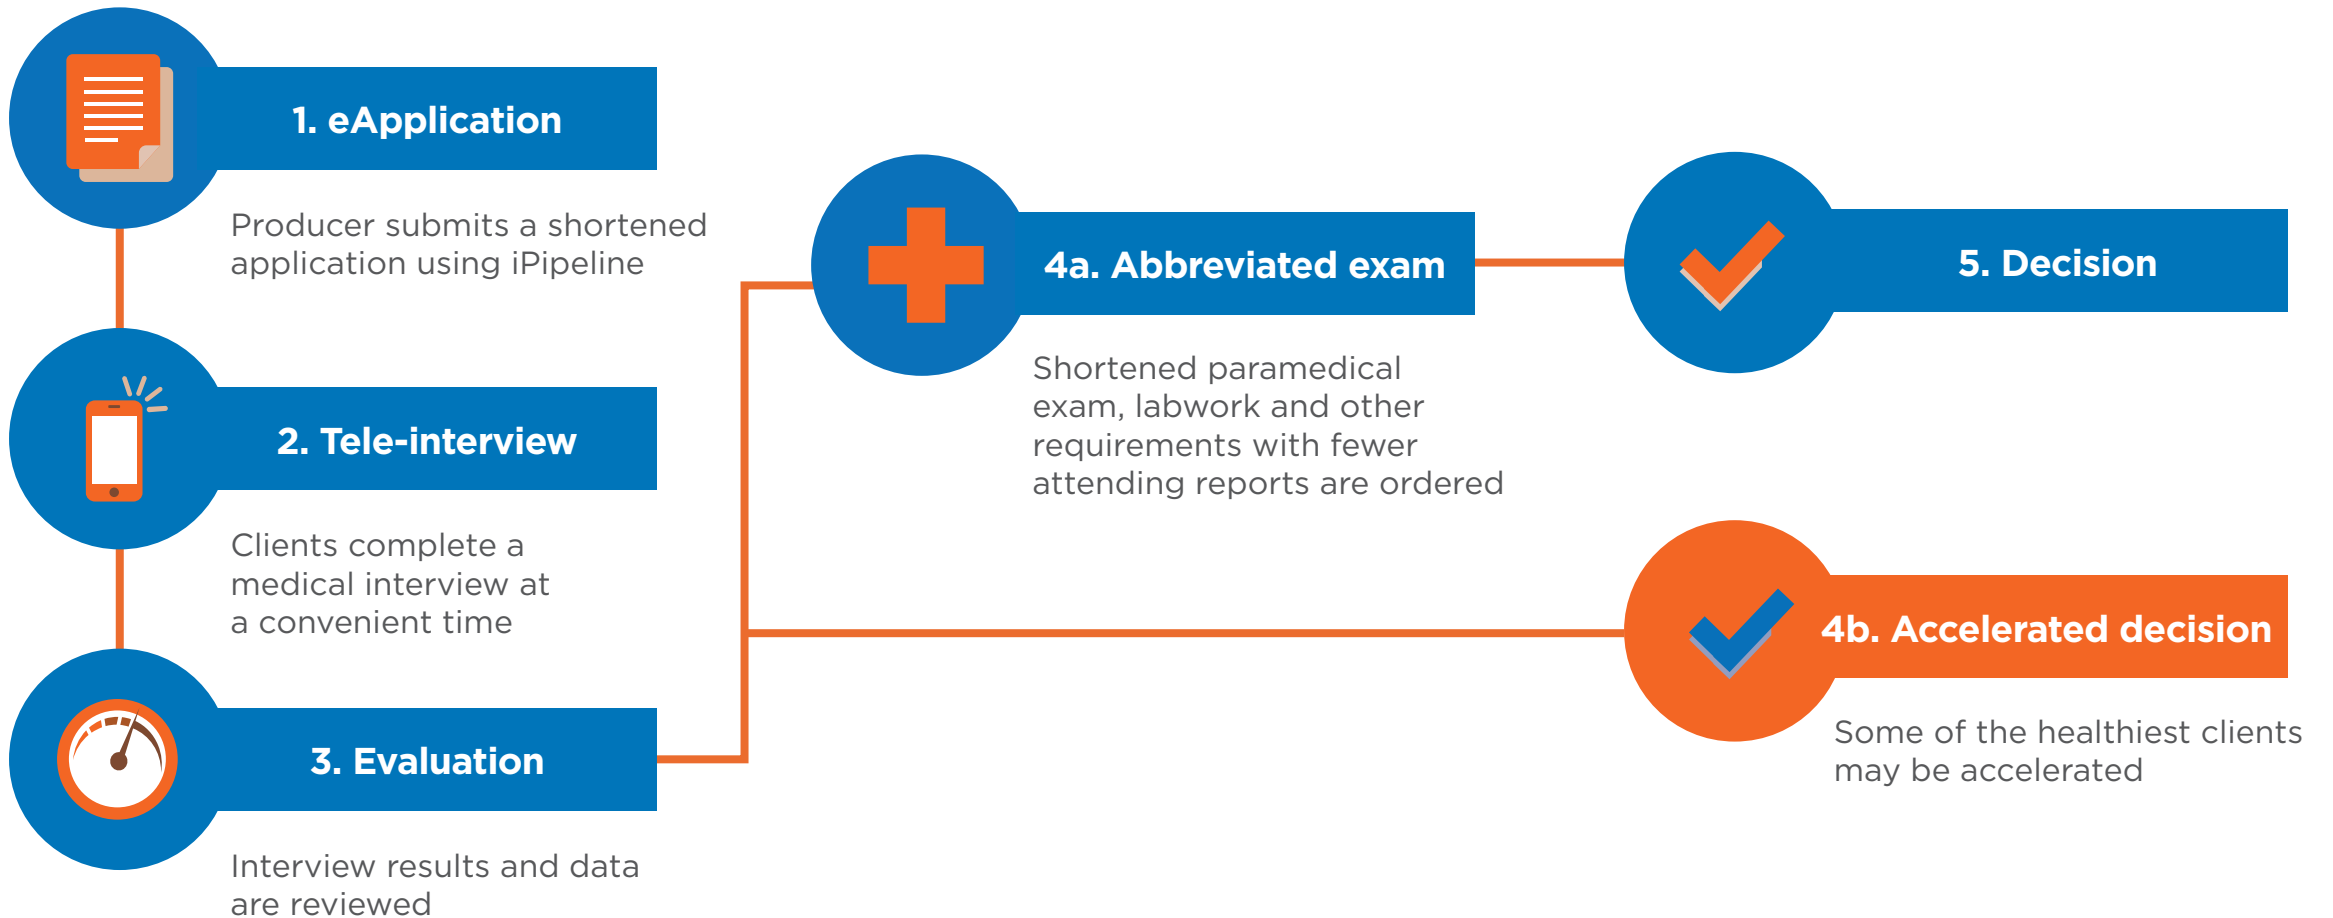 1. eApplication
Producer submits a shortened
application using iPipeline
2. Tele-interview
Clients complete a
medical interview at
a convenient time
3. Evaluation
Interview results and data
are reviewed
4a. Abbreviated exam
Shortened paramedical
exam, labwork and other
requirements with fewer
attending reports are ordered
5. Decision
4b. Accelerated decision
Some of the healthiest clients
may be accelerated